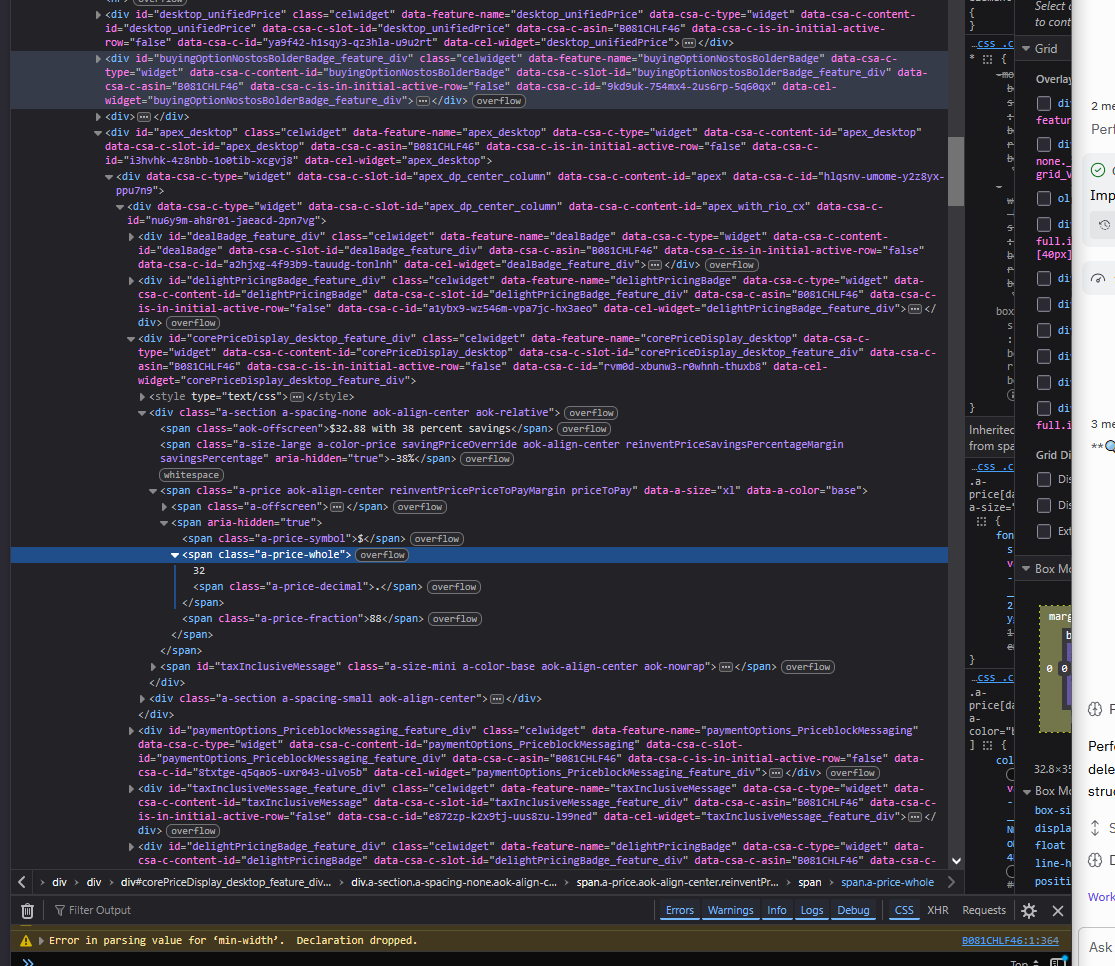 <div id="desktop_unifiedPrice" class="celwidget" data-feature-name="desktop_unifiedPrice" data-csa-c-type="widget" data-csa-c-content-
id="desktop_unifiedPrice" data-csa-c-slot-id="desktop_unifiedPrice" data-csa-c-asin="B081CHLF46" data-csa-c-is-in-initial-active-
row="false" data-csa-c-id="ya9f42-h1sqy3-qz3hla-u9u2rt" data-cel-widget="desktop_unifiedPrice"></div>
<div id="buyingOptionNostosBolderBadge_feature_div" class="celwidget" data-feature-name="buyingOptionNostosBolderBadge" data-csa-c-
type="widget" data-csa-c-content-id="buyingOptionNostosBolderBadge" data-csa-c-slot-id="buyingOptionNostosBolderBadge_feature_div" data-
csa-c-asin="B081CHLF46" data-csa-c-is-in-initial-active-row="false" data-csa-c-id="9kd9uk-754mx4-2us6rp-5q60qx" data-cel-
widget="buyingOptionNostosBolderBadge_feature_div"></div> overflow
<div></div>
<div id="apex_desktop" class="celwidget" data-feature-name="apex_desktop" data-csa-c-type="widget" data-csa-c-content-id="apex_desktop"
data-csa-c-slot-id="apex_desktop" data-csa-c-asin="B081CHLF46" data-csa-c-is-in-initial-active-row="false" data-csa-c-
id="i3hvhk-4z8nbb-1o0tib-xcgvj8" data-cel-widget="apex_desktop">
<div data-csa-c-type="widget" data-csa-c-slot-id="apex_dp_center_column" data-csa-c-content-id="apex" data-csa-c-id="hlqsnv-umome-y2z8yx-
ppu7n9">
<div data-csa-c-type="widget" data-csa-c-slot-id="apex_dp_center_column" data-csa-c-content-id="apex_with_rio_cx" data-csa-c-
id="nu6y9m-ah8r01-jaeacd-2pn7vg">
<div id="dealBadge_feature_div" class="celwidget" data-feature-name="dealBadge" data-csa-c-type="widget" data-csa-c-content-
id="dealBadge" data-csa-c-slot-id="dealBadge_feature_div" data-csa-c-asin="B081CHLF46" data-csa-c-is-in-initial-active-row="false"
data-csa-c-id="a2hjxg-4f93b9-tauudg-tonlnh" data-cel-widget="dealBadge_feature_div"></div> overflow
<div id="delightPricingBadge_feature_div" class="celwidget" data-feature-name="delightPricingBadge" data-csa-c-type="widget" data-
csa-c-content-id="delightPricingBadge" data-csa-c-slot-id="delightPricingBadge_feature_div" data-csa-c-asin="B081CHLF46" data-csa-c-
is-in-initial-active-row="false" data-csa-c-id="a1ybx9-wz546m-vpa7jc-hx3aeo" data-cel-widget="delightPricingBadge_feature_div"></
div> overflow
<div id="corePriceDisplay_desktop_feature_div" class="celwidget" data-feature-name="corePriceDisplay_desktop" data-csa-c-
type="widget" data-csa-c-content-id="corePriceDisplay_desktop" data-csa-c-slot-id="corePriceDisplay_desktop_feature_div" data-csa-c-
asin="B081CHLF46" data-csa-c-is-in-initial-active-row="false" data-csa-c-id="rvm0d-xbunw3-r0whnh-thuxb8" data-cel-
widget="corePriceDisplay_desktop_feature_div">
<style type="text/css"></style>
<div class="a-section a-spacing-none aok-align-center aok-relative"> overflow
<span class="aok-offscreen">$32.88 with 38 percent savings</span> overflow
<span class="a-size-large a-color-price savingPriceOverride aok-align-center reinventPriceSavingsPercentageMargin
savingsPercentage" aria-hidden="true">-38%</span> overflow
whitespace
<span class="a-price aok-align-center reinventPricePriceToPayMargin priceToPay" data-a-size="xl" data-a-color="base">
<span class="a-offscreen"></span> overflow
<span aria-hidden="true">
<span class="a-price-symbol">$</span> overflow
<span class="a-price-whole"> overflow
32
<span class="a-price-decimal">.</span> overflow
</span>
<span class="a-price-fraction">88</span> overflow
</span>
</span>
<span id="taxInclusiveMessage" class="a-size-mini a-color-base aok-align-center aok-nowrap"></span> overflow
</div>
<div class="a-section a-spacing-small aok-align-center"></div>
</div>
<div id="paymentOptions_PriceblockMessaging_feature_div" class="celwidget" data-feature-name="paymentOptions_PriceblockMessaging"
data-csa-c-type="widget" data-csa-c-content-id="paymentOptions_PriceblockMessaging" data-csa-c-slot-
id="paymentOptions_PriceblockMessaging_feature_div" data-csa-c-asin="B081CHLF46" data-csa-c-is-in-initial-active-row="false" data-
csa-c-id="8txtge-q5qao5-uxr043-ulvo5b" data-cel-widget="paymentOptions_PriceblockMessaging_feature_div"></div> overflow
<div id="taxInclusiveMessage_feature_div" class="celwidget" data-feature-name="taxInclusiveMessage" data-csa-c-type="widget" data-
csa-c-content-id="taxInclusiveMessage" data-csa-c-slot-id="taxInclusiveMessage_feature_div" data-csa-c-asin="B081CHLF46" data-csa-c-
is-in-initial-active-row="false" data-csa-c-id="e872zp-k2x9tj-uus8zu-l99ned" data-cel-widget="taxInclusiveMessage_feature_div"></
div> overflow
<div id="delightPricingBadge_feature_div" class="celwidget" data-feature-name="delightPricingBadge" data-csa-c-type="widget" data-
csa-c-content-id="delightPricingBadge" data-csa-c-slot-id="delightPricingBadge_feature_div" data-csa-c-asin="B081CHLF46" data-csa-c-
div div div#corePriceDisplay_desktop_feature_div... div.a-section.a-spacing-none.aok-align-c... span.a-price.aok-align-center.reinventPr... span span.a-price-whole
Filter Output
Errors Warnings Info Logs Debug CSS XHR Requests
Error in parsing value for ‘min-width’. Declaration dropped.
B081CHLF46:1:364
Top
Inherited
from spa
.a-
price[da
a-size="
.a-
price[da
a-
color="b
Select
to cont
Grid
Overlay
featur
none._
grid_V
full.i
[40px]
full.i
Grid Di
Box Mo
marg
0 0
32.8×35
Box Mo
box-si
displa
float
line-h
positi
2 me
Perf
Imp
3 me
**
Perfo
dele
struc
Work
Ask